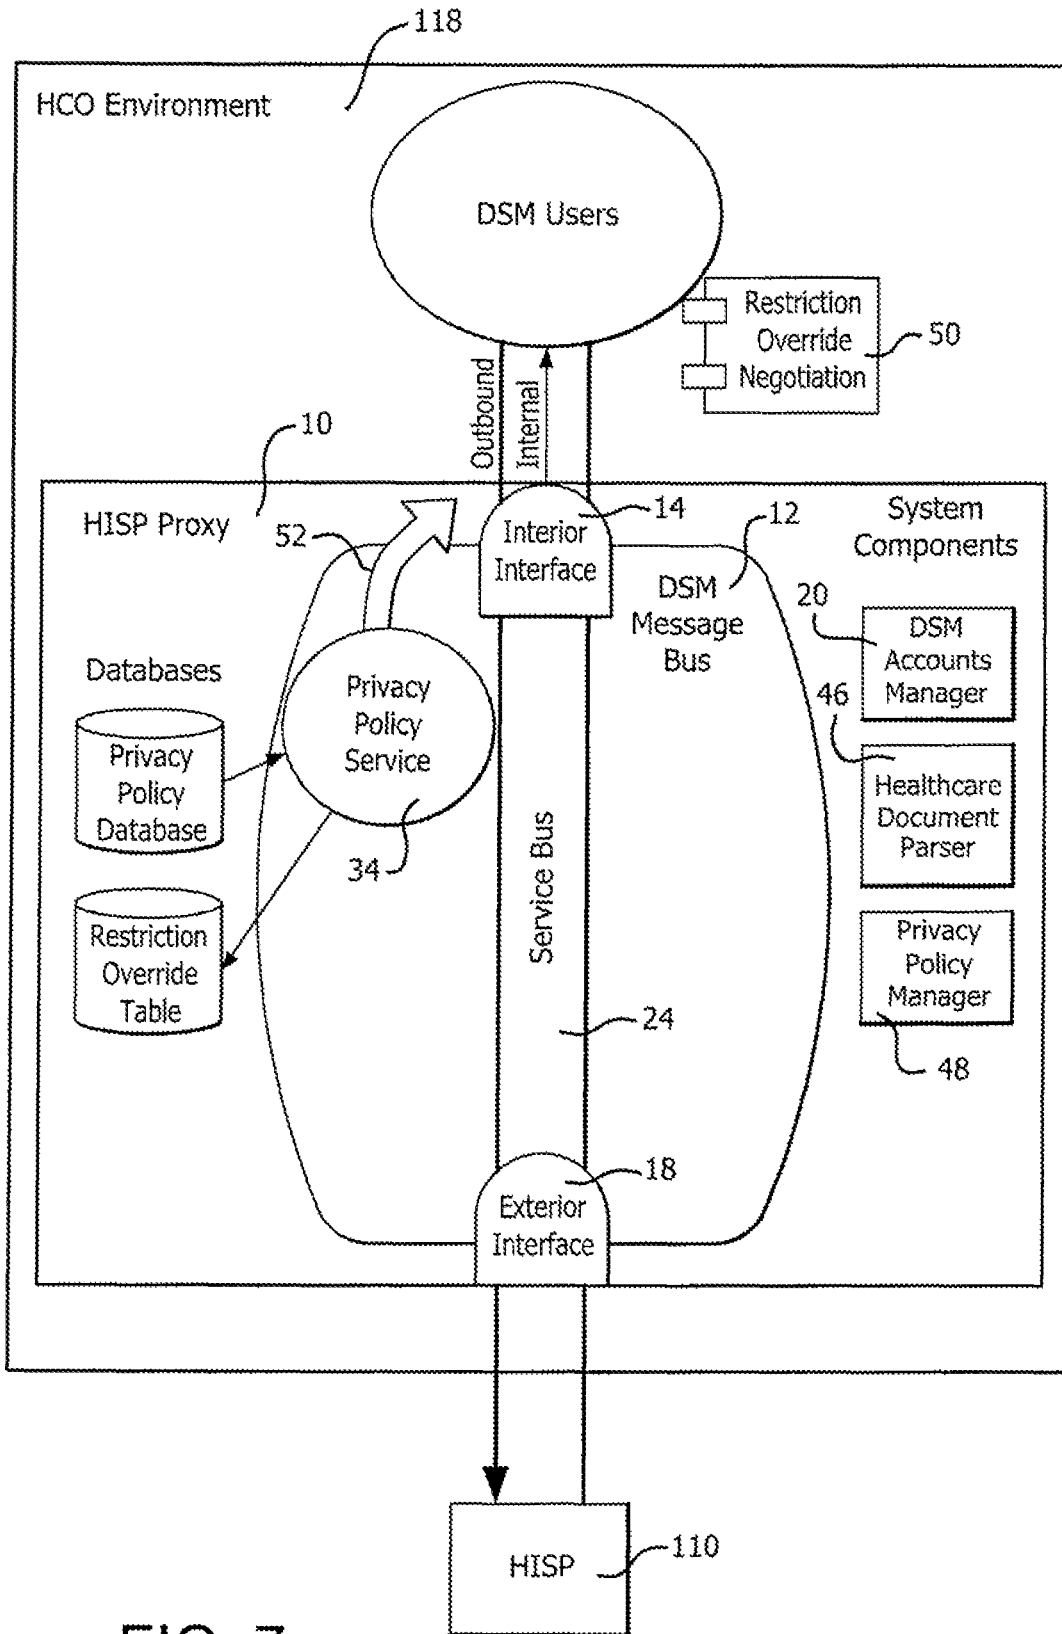 118
HCO Environment
DSM Users
Restriction
Override
Negotiation
50
Outbound
Internal
10
HISP Proxy
52
Interior
Interface
14
12
DSM
Message
Bus
System
Components
20
DSM
Accounts
Manager
46
Healthcare
Document
Parser
Privacy
Policy
Manager
48
Databases
Privacy
Policy
Database
Privacy
Policy
Service
34
Restriction
Override
Table
Service Bus
24
18
Exterior
Interface
HISP
110